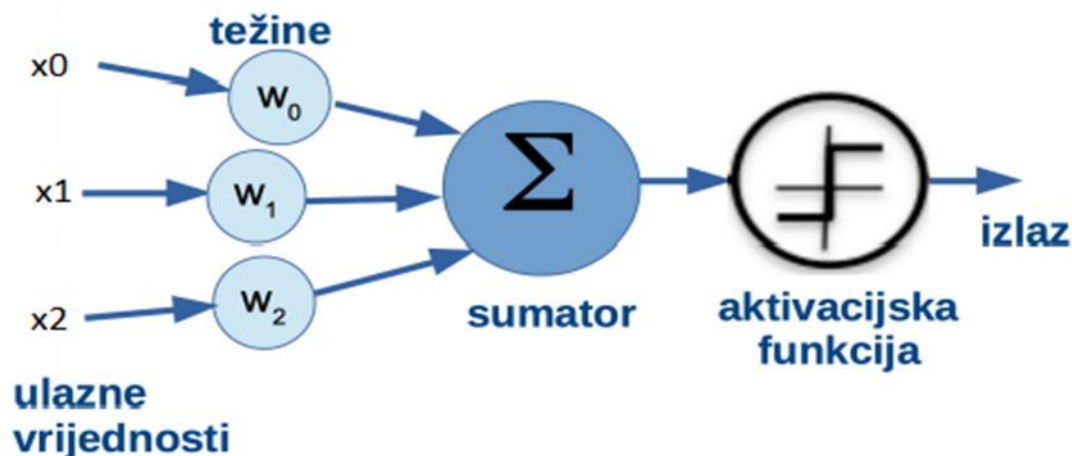 težine
x0
w0
x1
w1
x2
w2
Σ
sumator
aktivacijska
funkcija
izlaz
ulazne
vrijednosti